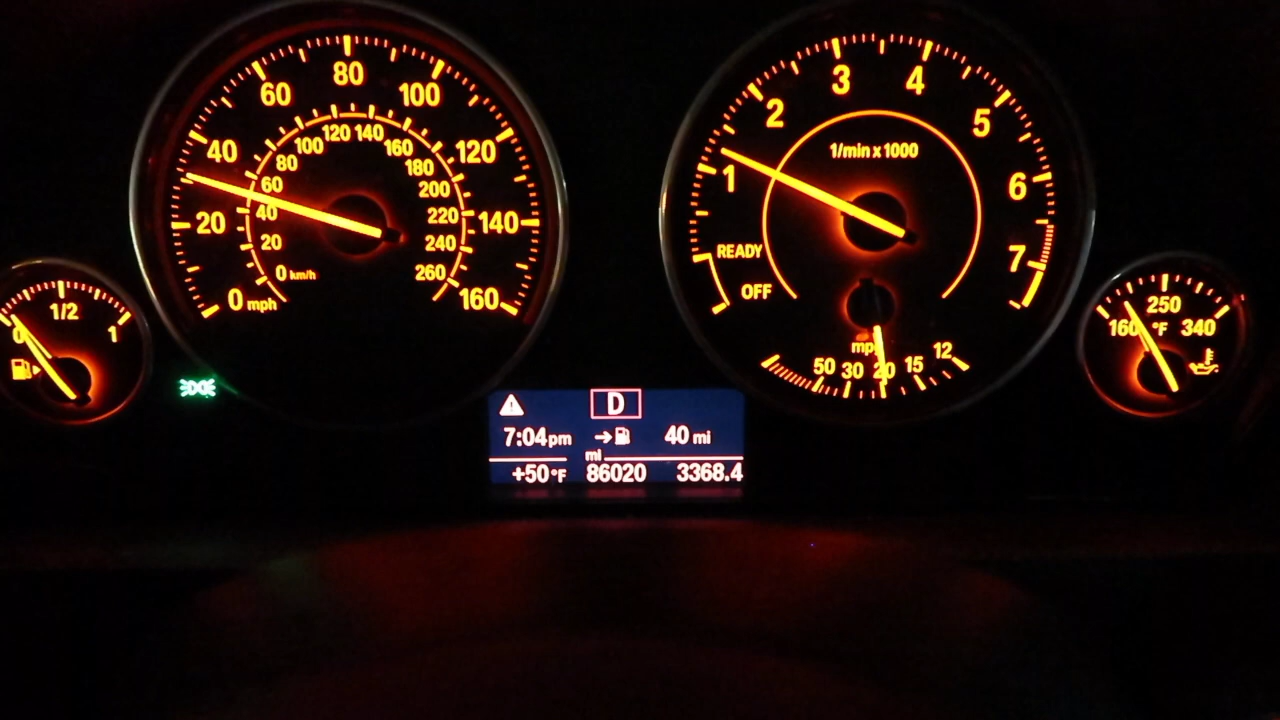 0 1/2 1
0 mph 20 40 60 80 100 120 140 160
0 km/h 20 40 60 80 100 120 140 160 180 200 220 240 260
OFF READY 1 2 3 4 5 6 7
1/min x 1000
mpg
50 30 20 15 12
160 250 340
°F
D
7:04pm 40 mi
mi
+50°F 86020 3368.4